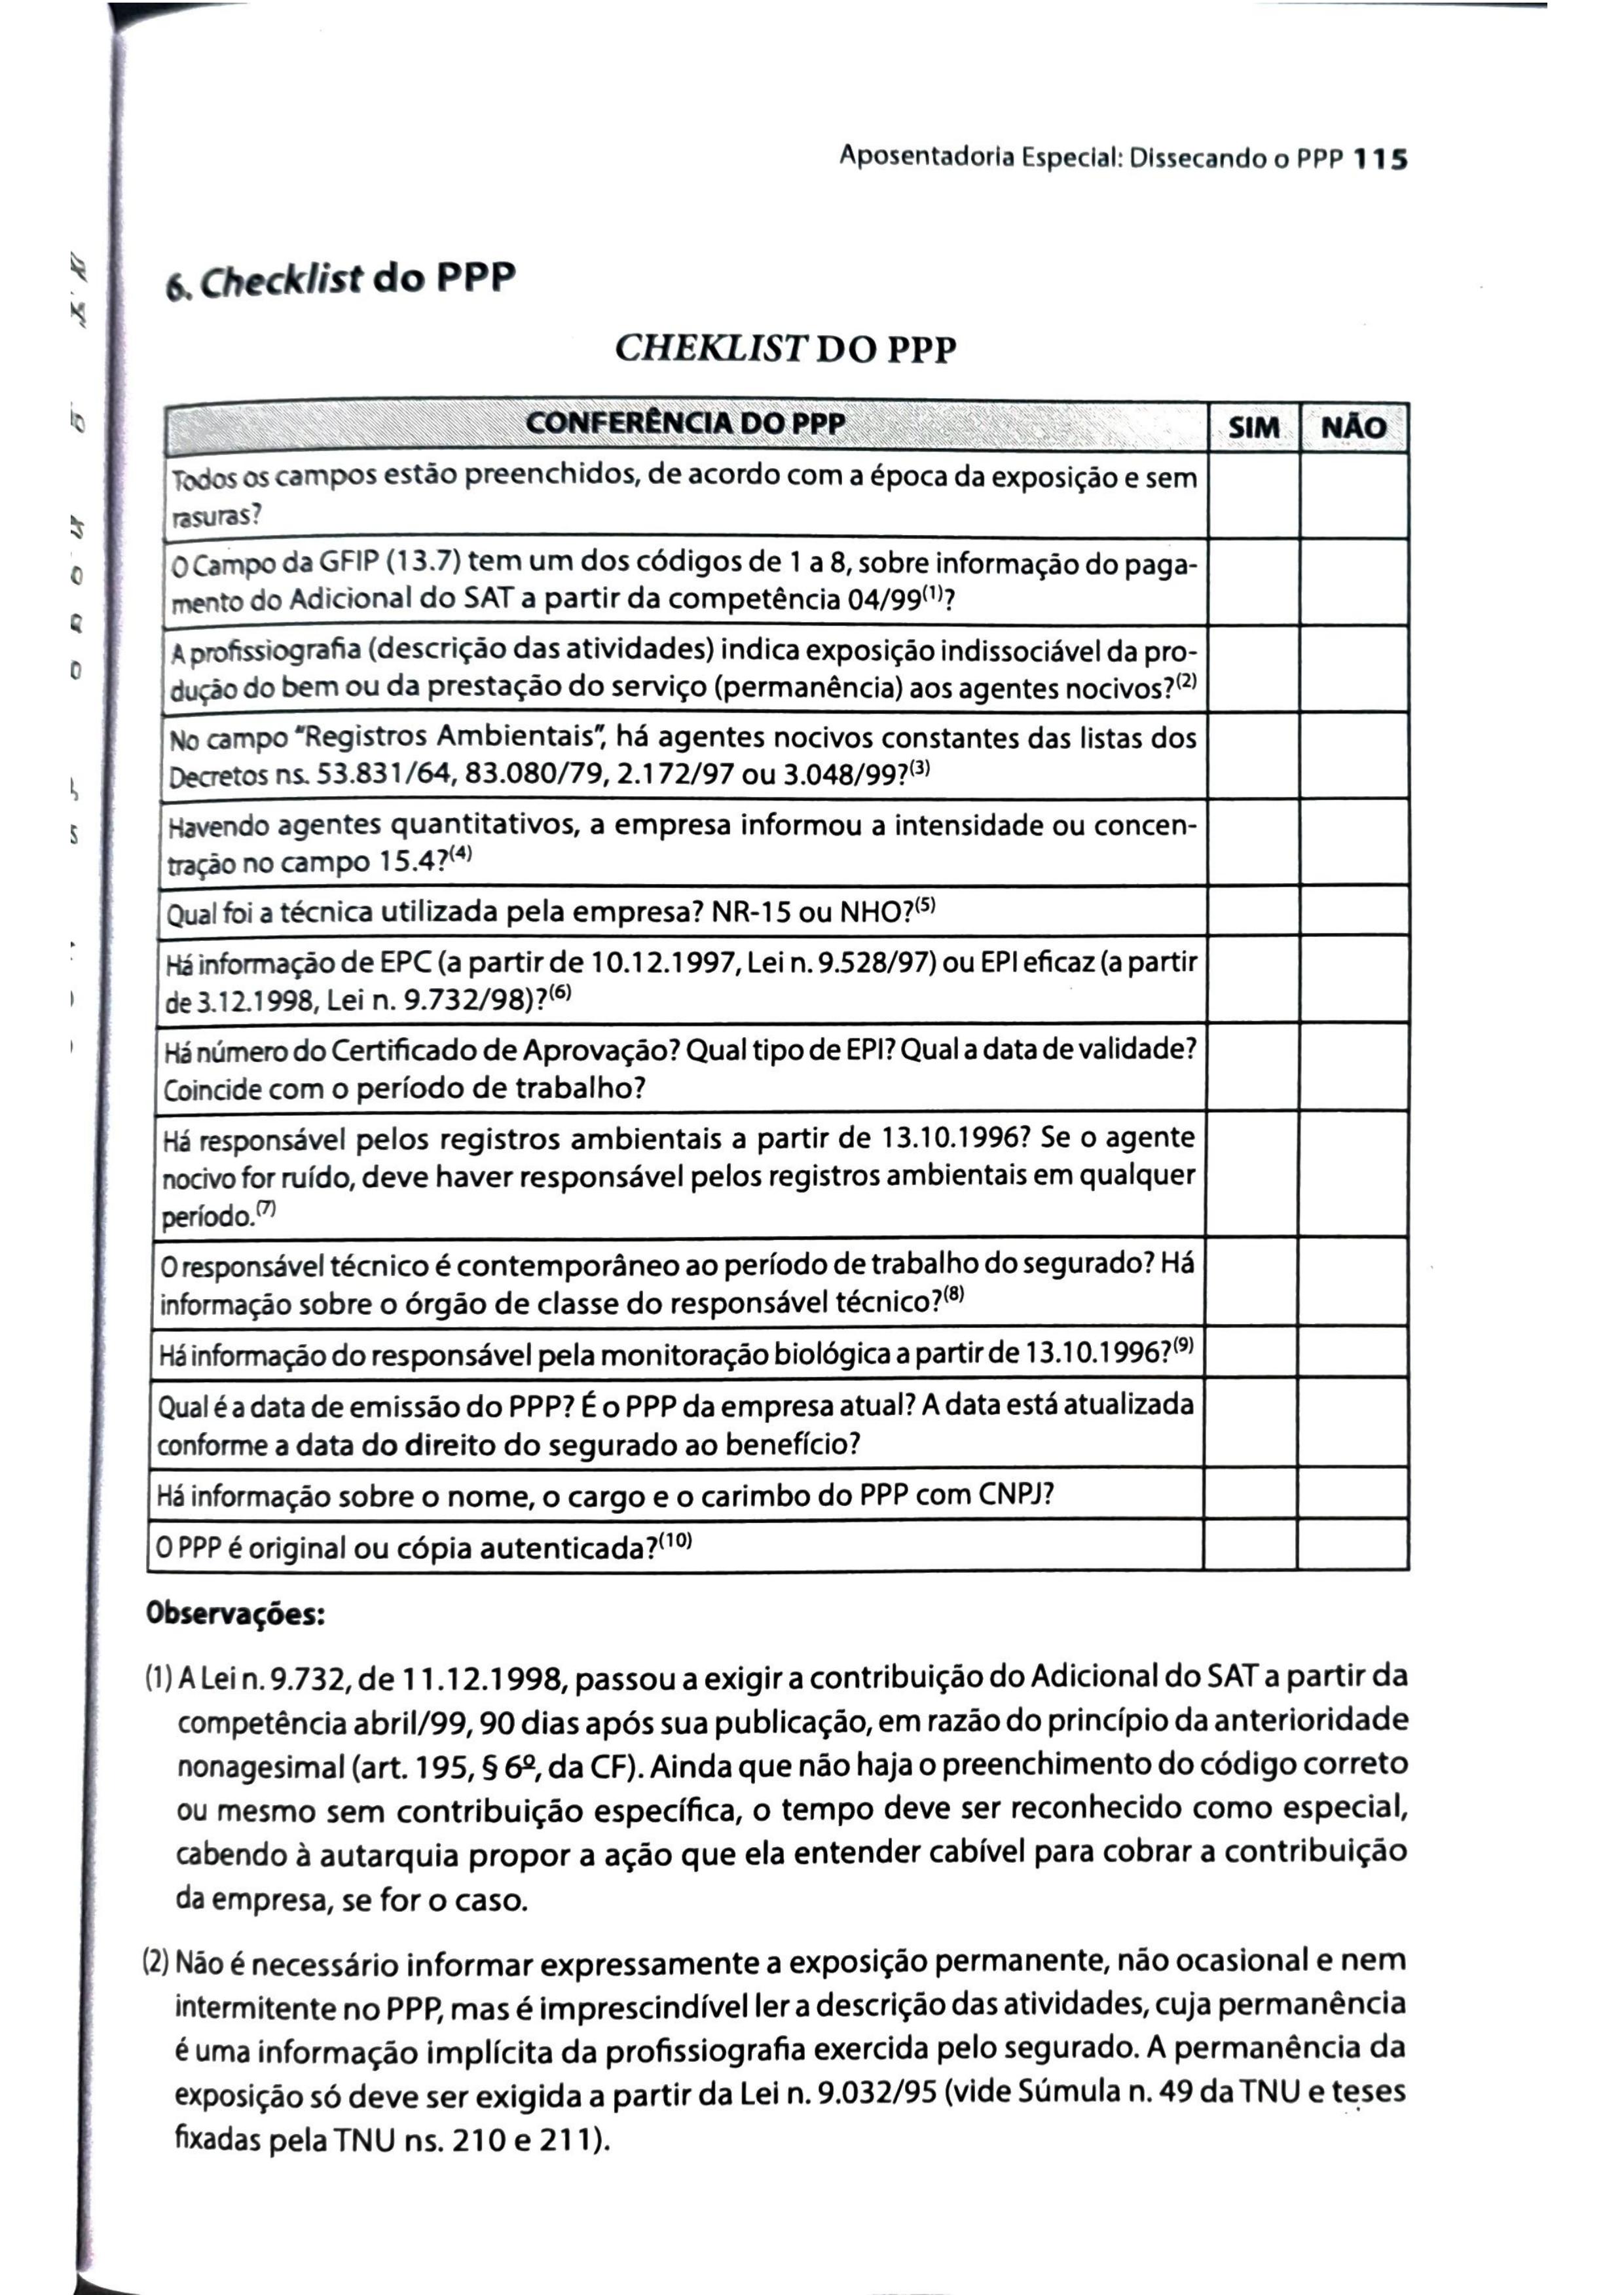 Aposentadoria Especial: Dissecando o PPP 115
6. Checklist do PPP
CHEKLIST DO PPP
CONFERÊNCIA DO PPP SIM NÃO
Todos os campos estão preenchidos, de acordo com a época da exposição e sem
rasuras?
O Campo da GFIP (13.7) tem um dos códigos de 1 a 8, sobre informação do paga-
mento do Adicional do SAT a partir da competência 04/99(1)?
A profissiografia (descrição das atividades) indica exposição indissociável da pro-
dução do bem ou da prestação do serviço (permanência) aos agentes nocivos?(2)
No campo "Registros Ambientais", há agentes nocivos constantes das listas dos
Decretos ns. 53.831/64, 83.080/79, 2.172/97 ou 3.048/99?(3)
Havendo agentes quantitativos, a empresa informou a intensidade ou concen-
tração no campo 15.4?(4)
Qual foi a técnica utilizada pela empresa? NR-15 ou NHO?(5)
Há informação de EPC (a partir de 10.12.1997, Lei n. 9.528/97) ou EPI eficaz (a partir
de 3.12.1998, Lei n. 9.732/98)?(6)
Há número do Certificado de Aprovação? Qual tipo de EPI? Qual a data de validade?
Coincide com o período de trabalho?
Há responsável pelos registros ambientais a partir de 13.10.1996? Se o agente
nocivo for ruído, deve haver responsável pelos registros ambientais em qualquer
período.(7)
O responsável técnico é contemporâneo ao período de trabalho do segurado? Há
informação sobre o órgão de classe do responsável técnico?(8)
Há informação do responsável pela monitoração biológica a partir de 13.10.1996?(9)
Qual é a data de emissão do PPP? É o PPP da empresa atual? A data está atualizada
conforme a data do direito do segurado ao benefício?
Há informação sobre o nome, o cargo e o carimbo do PPP com CNPJ?
O PPP é original ou cópia autenticada?(10)
Observações:
(1) A Lei n. 9.732, de 11.12.1998, passou a exigir a contribuição do Adicional do SAT a partir da
competência abril/99, 90 dias após sua publicação, em razão do princípio da anterioridade
nonagesimal (art. 195, § 6º, da CF). Ainda que não haja o preenchimento do código correto
ou mesmo sem contribuição específica, o tempo deve ser reconhecido como especial,
cabendo à autarquia propor a ação que ela entender cabível para cobrar a contribuição
da empresa, se for o caso.
(2) Não é necessário informar expressamente a exposição permanente, não ocasional e nem
intermitente no PPP, mas é imprescindível ler a descrição das atividades, cuja permanência
é uma informação implícita da profissiografia exercida pelo segurado. A permanência da
exposição só deve ser exigida a partir da Lei n. 9.032/95 (vide Súmula n. 49 da TNU e teses
fixadas pela TNU ns. 210 e 211).